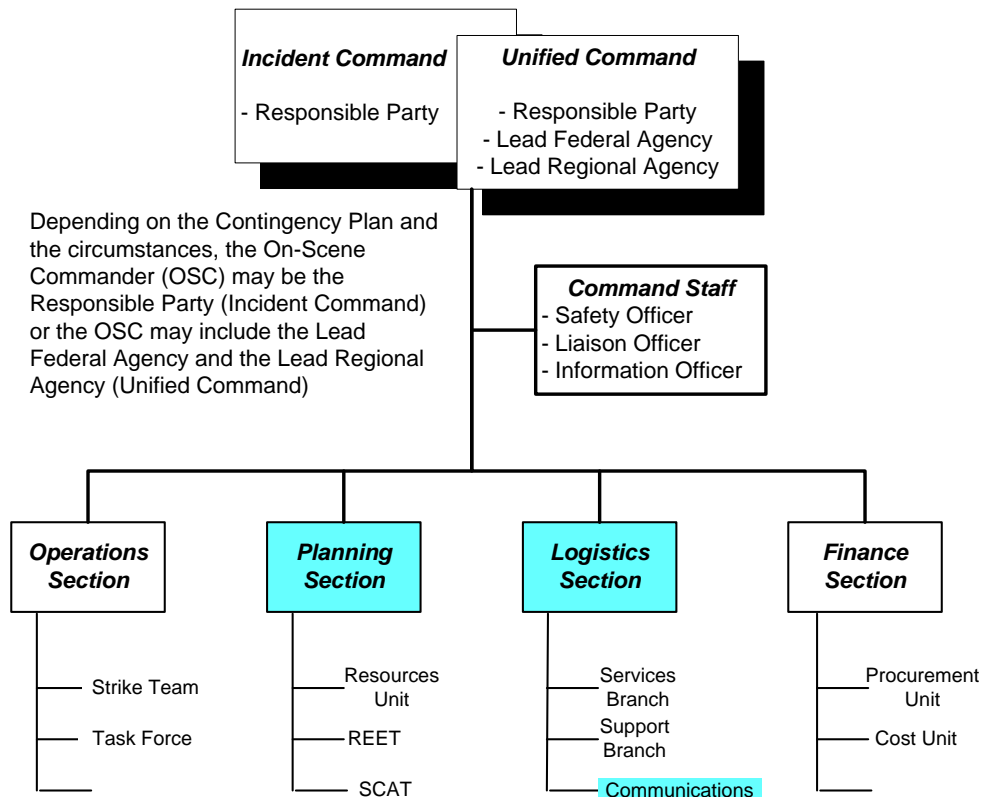 Incident Command
- Responsible Party
Unified Command
- Responsible Party
- Lead Federal Agency
- Lead Regional Agency
Depending on the Contingency Plan and
the circumstances, the On-Scene
Commander (OSC) may be the
Responsible Party (Incident Command)
or the OSC may include the Lead
Federal Agency and the Lead Regional
Agency (Unified Command)
Command Staff
- Safety Officer
- Liaison Officer
- Information Officer
Operations
Section
Strike Team
Task Force
Planning
Section
Resources
Unit
REET
SCAT
Logistics
Section
Services
Branch
Support
Branch
Communications
Finance
Section
Procurement
Unit
Cost Unit